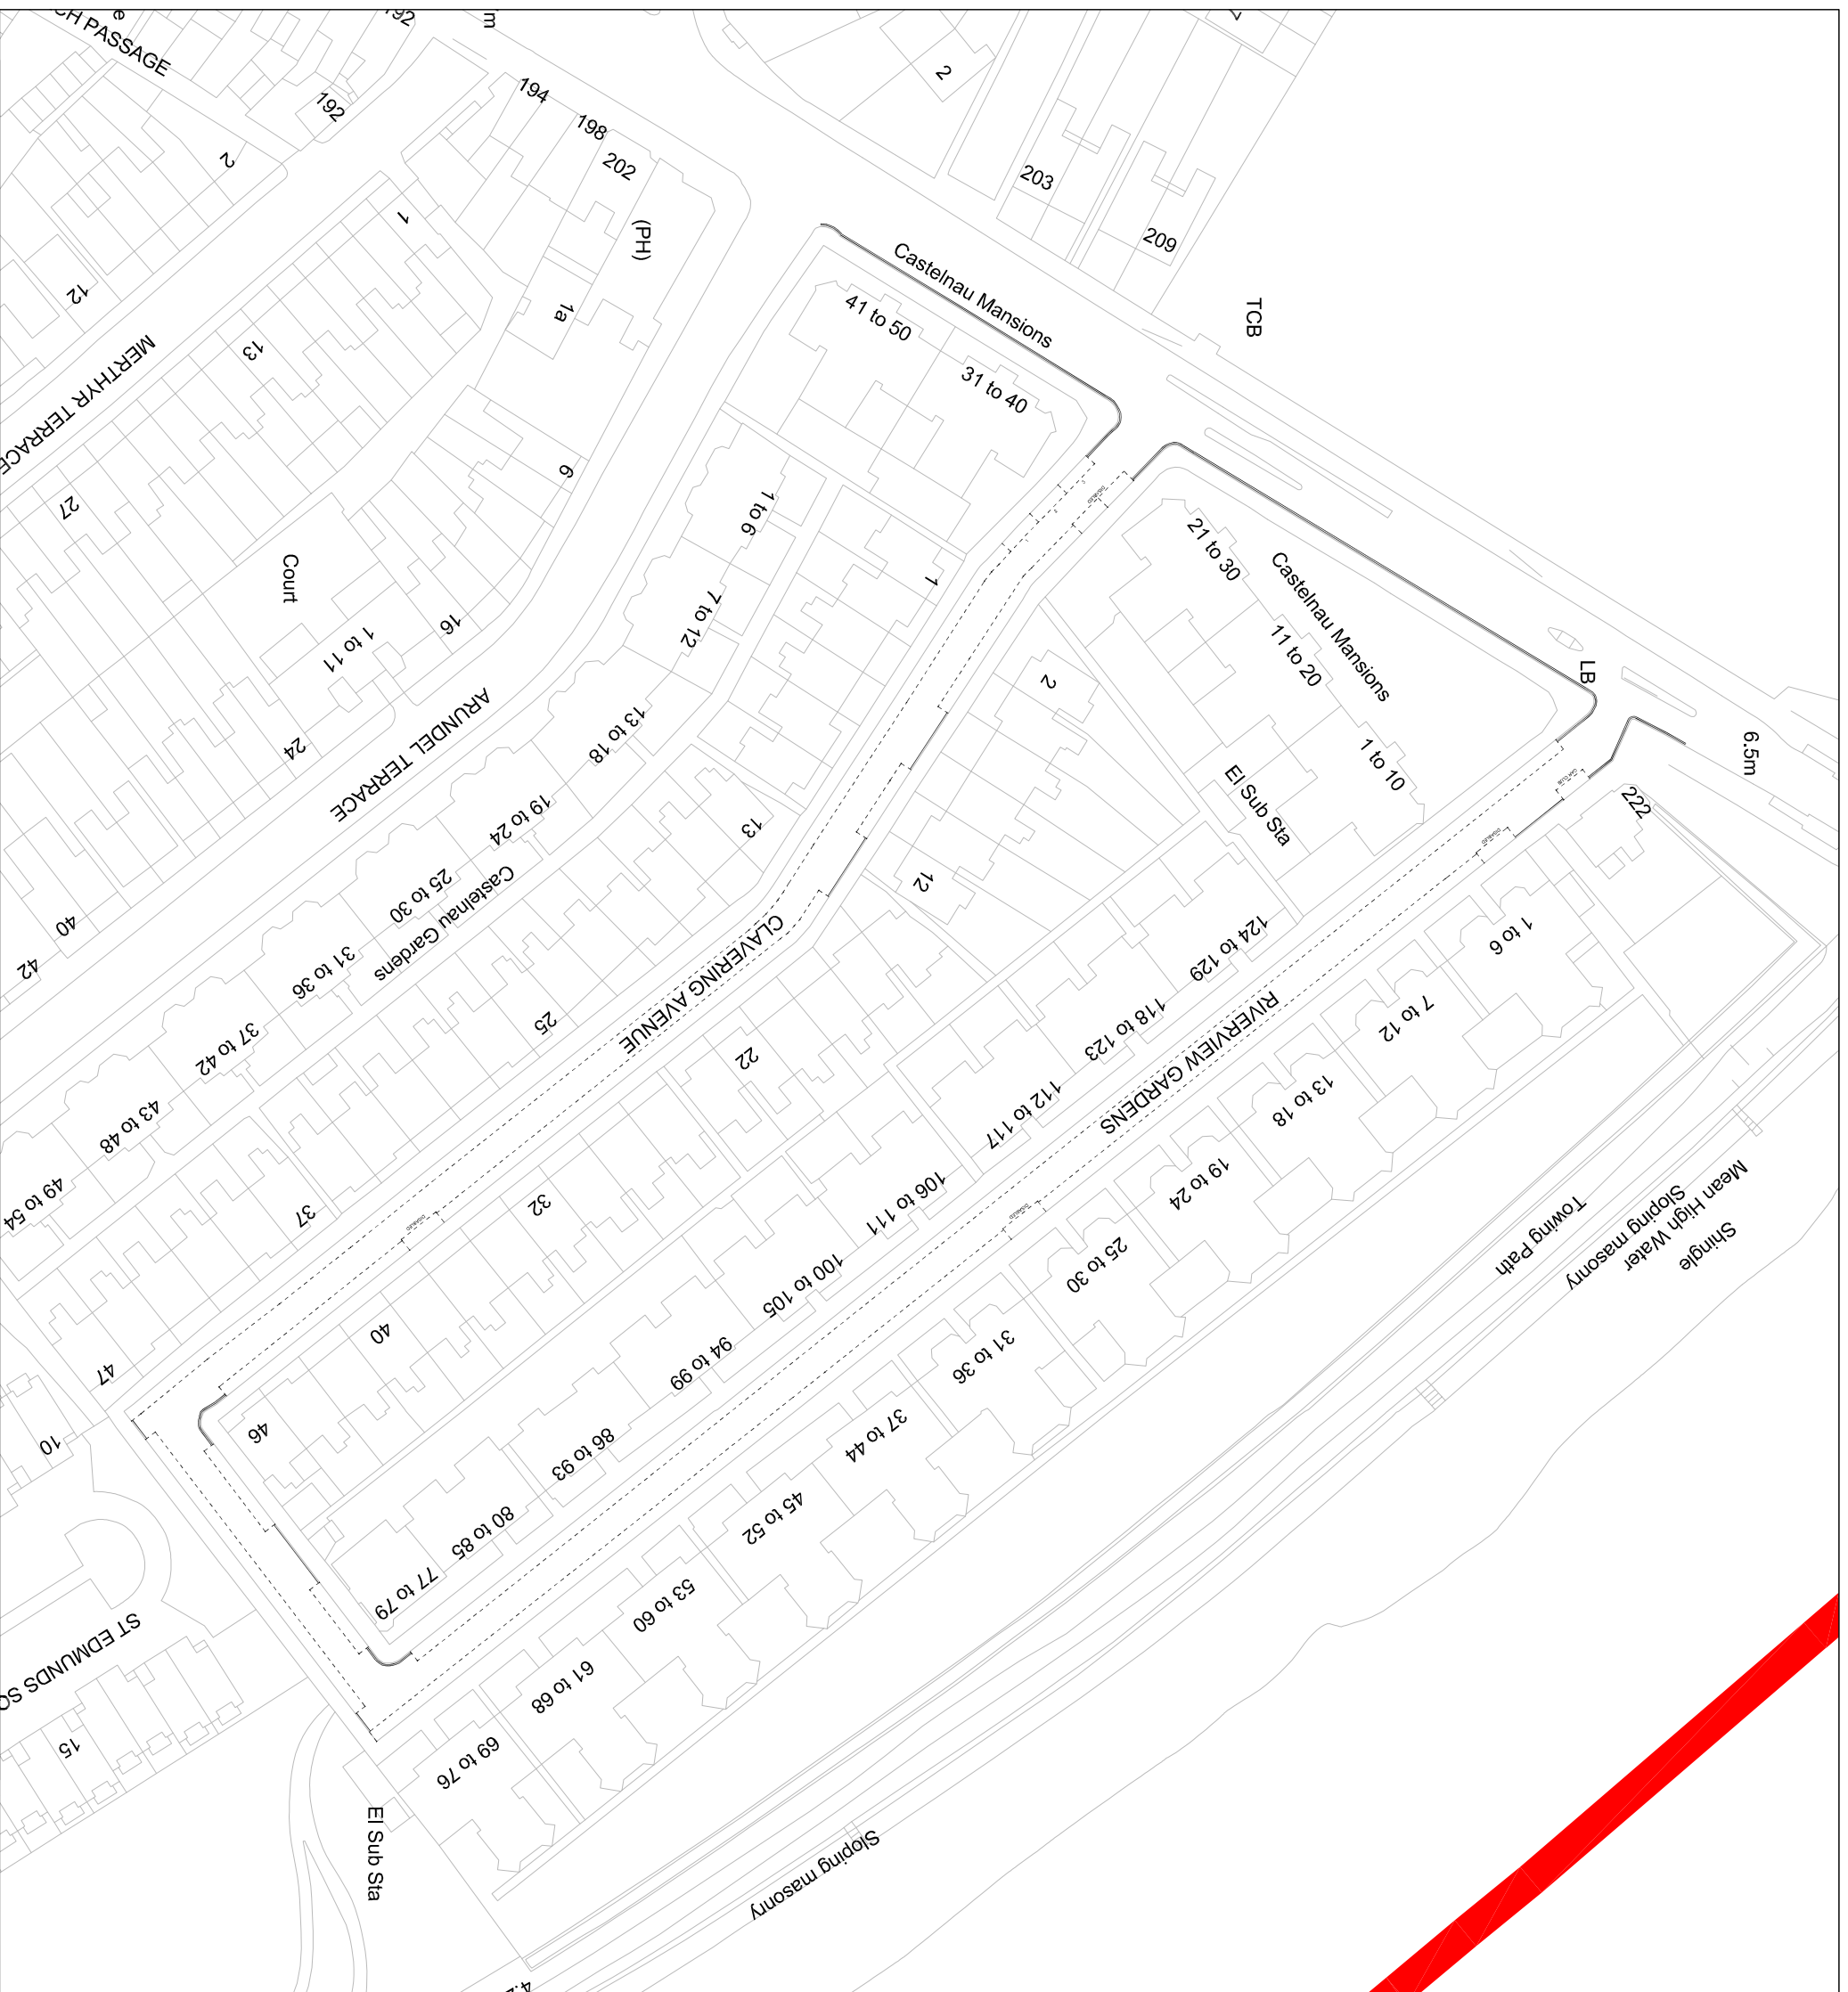 CH PASSAGE
e
192
m
192
2
12
MERTHYR TERRACE
1
13
27
194
198
202
(PH)
1a
6
2
203
209
TCB
Castelnau Mansions
41 to 50
31 to 40
1 to 6
7 to 12
13 to 18
19 to 24
25 to 30
Castelnau Gardens
31 to 36
37 to 42
43 to 48
49 to 54
Court
1 to 11
16
24
ARUNDEL TERRACE
40
42
1
13
25
37
47
CLAVERING AVENUE
2
12
22
32
40
46
21 to 30
Castelnau Mansions
11 to 20
1 to 10
El Sub Sta
LB
6.5m
222
124 to 129
118 to 123
112 to 117
106 to 111
100 to 105
94 to 99
86 to 93
80 to 85
77 to 79
RIVERVIEW GARDENS
1 to 6
7 to 12
13 to 18
19 to 24
25 to 30
31 to 36
37 to 44
45 to 52
53 to 60
61 to 68
69 to 76
Towing Path
Sloping masonry
Mean High Water
Shingle
Sloping masonry
10
ST EDMUNDS SQ
15
El Sub Sta